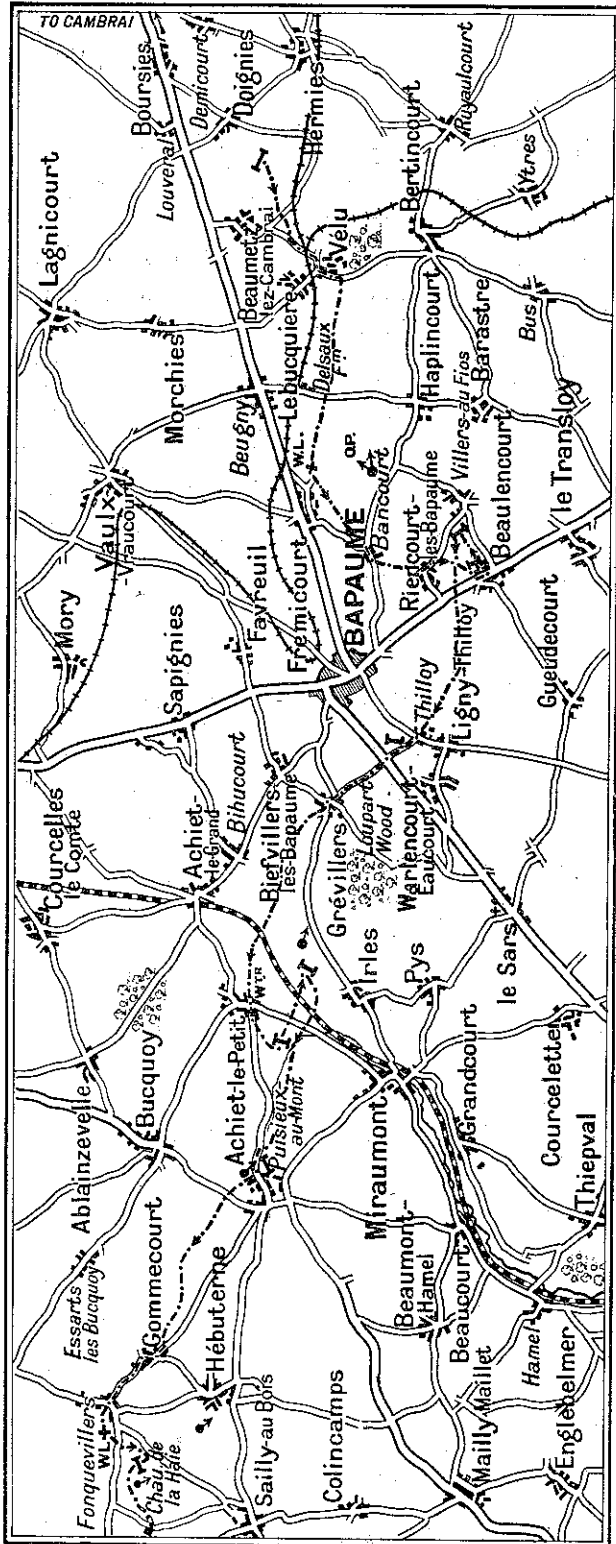 TO CAMBRAI
Boursies
Louveral
Demicourt
Doignies
Hermies
Lagnicourt
Beaumetz
lez-Cambrai
Velu
Bertincourt
Ruyaulcourt
Ytres
Morchies
Lebucquière
Delsaux
Fm
Haplincourt
Barastre
Bus
Vaulx-
Vraucourt
Beugny
W.L.
Q.P.
Bancourt
Villers-au Flos
le Transloy
Mory
Favreuil
Frémicourt
BAPAUME
Riencourt-
les-Bapaume
Beaulencourt
Sapignies
Thilloy
Ligny-Thilloy
Gueudecourt
Courcelles
le Comte
Achiet-
le-Grand
Bihucourt
Biefvillers
les-Bapaume
Grévillers
Loupart
Wood
Warlencourt-
Eaucourt
Ablainzevelle
Bucquoy
Achiet-le-Petit
Irles
Pys
le Sars
Essarts
les Bucquoy
Gommecourt
Puisieux-
au-Mont
Miraumont
Grandcourt
Courcelette
Fonquevillers
W.L.
Hébuterne
Beaumont-
Hamel
Beaucourt
Thiepval
Chau. de
la Haie
Sailly-au Bois
Colincamps
Mailly-Maillet
Hamel
Englebelmer